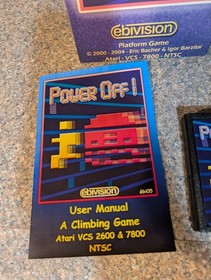 ebivision
Platform Game
© 2000 - 2004 - Eric Bacher & Igor Barzilai
Atari - VCS - 7800 - NTSC
POWER OFF!
ebivision
User Manual
A Climbing Game
Atari VCS 2600 & 7800
NTSC